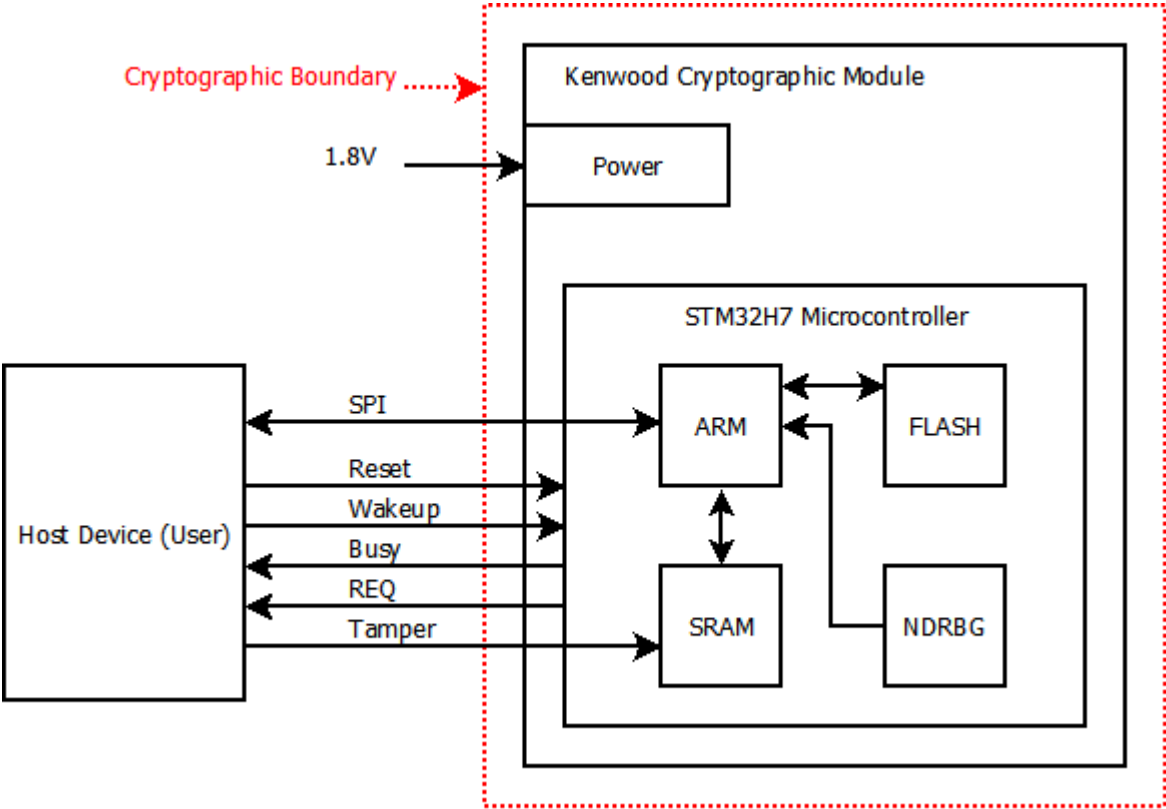 Cryptographic Boundary
Kenwood Cryptographic Module
1.8V
Power
STM32H7 Microcontroller
SPI
ARM
FLASH
Reset
Wakeup
Host Device (User)
Busy
REQ
Tamper
SRAM
NDRBG